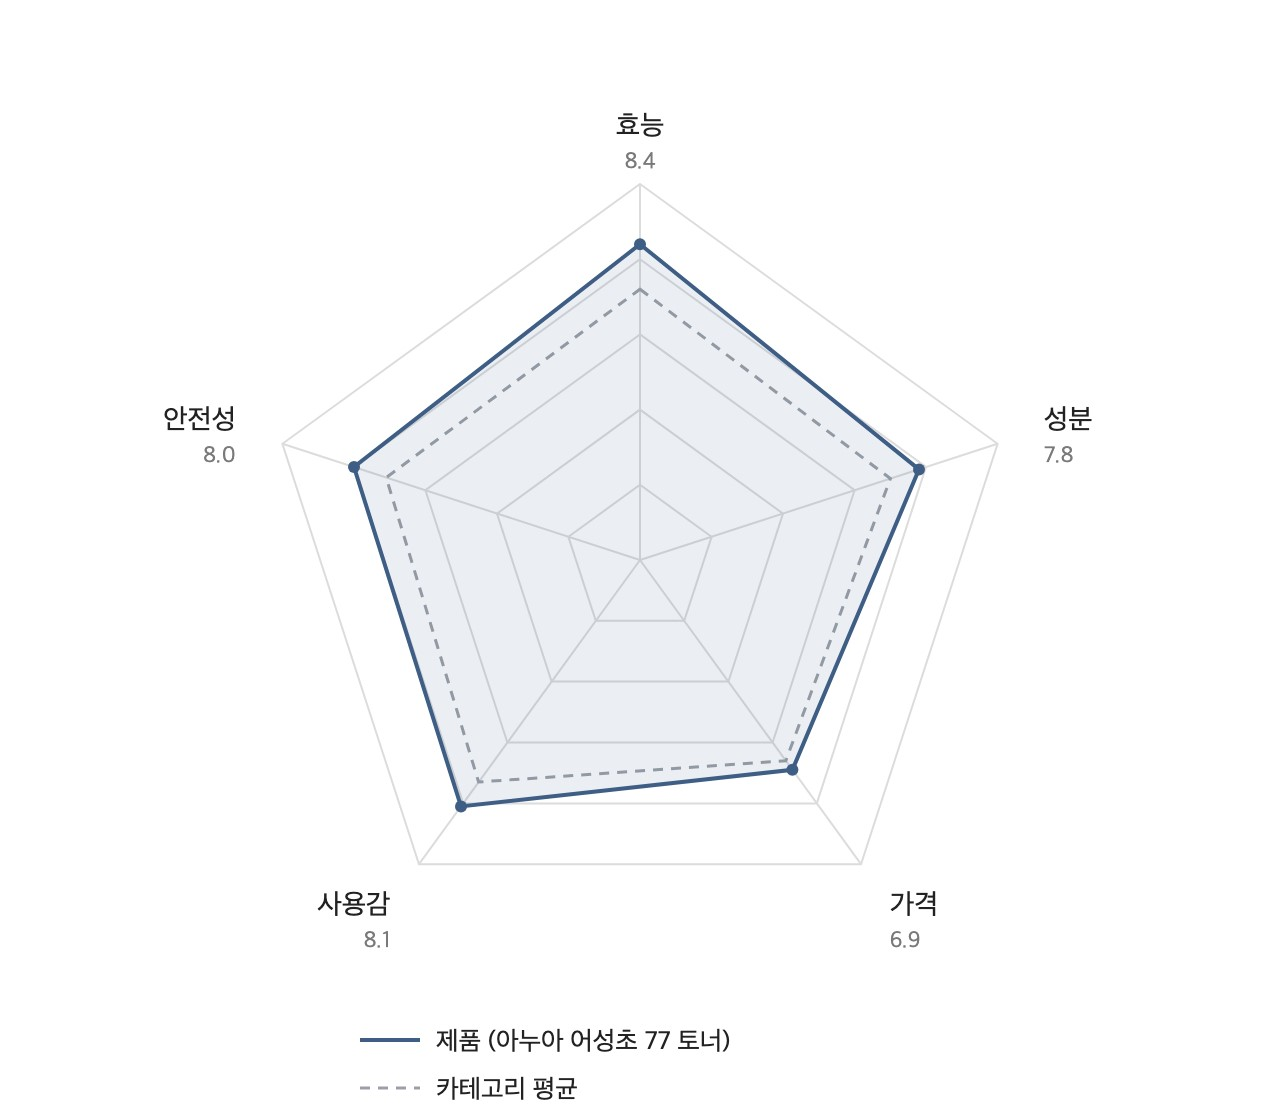 효능
8.4
안전성
8.0
성분
7.8
사용감
8.1
가격
6.9
제품 (아누아 어성초 77 토너)
카테고리 평균